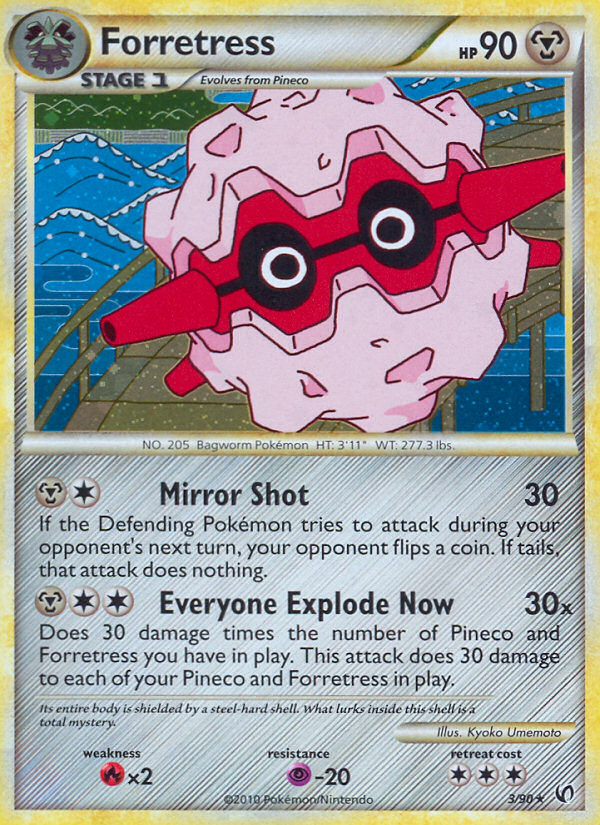 Forretress
HP 90
STAGE 1
Evolves from Pineco
NO. 205 Bagworm Pokémon HT: 3'11" WT: 277.3 lbs.
Mirror Shot 30
If the Defending Pokémon tries to attack during your
opponent's next turn, your opponent flips a coin. If tails,
that attack does nothing.
Everyone Explode Now 30x
Does 30 damage times the number of Pineco and
Forretress you have in play. This attack does 30 damage
to each of your Pineco and Forretress in play.
Its entire body is shielded by a steel-hard shell. What lurks inside this shell is a
total mystery.
Illus. Kyoko Umemoto
weakness resistance retreat cost
x2 -20
©2010 Pokémon/Nintendo 3/90★